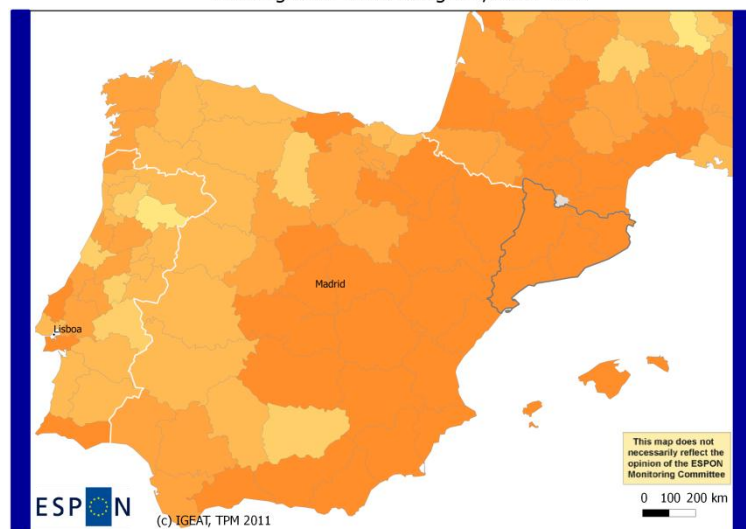 Madrid
Lisboa
This map does not
necessarily reflect the
opinion of the ESPON
Monitoring Committee
0 100 200 km
ESPON
(c) IGEAT, TPM 2011